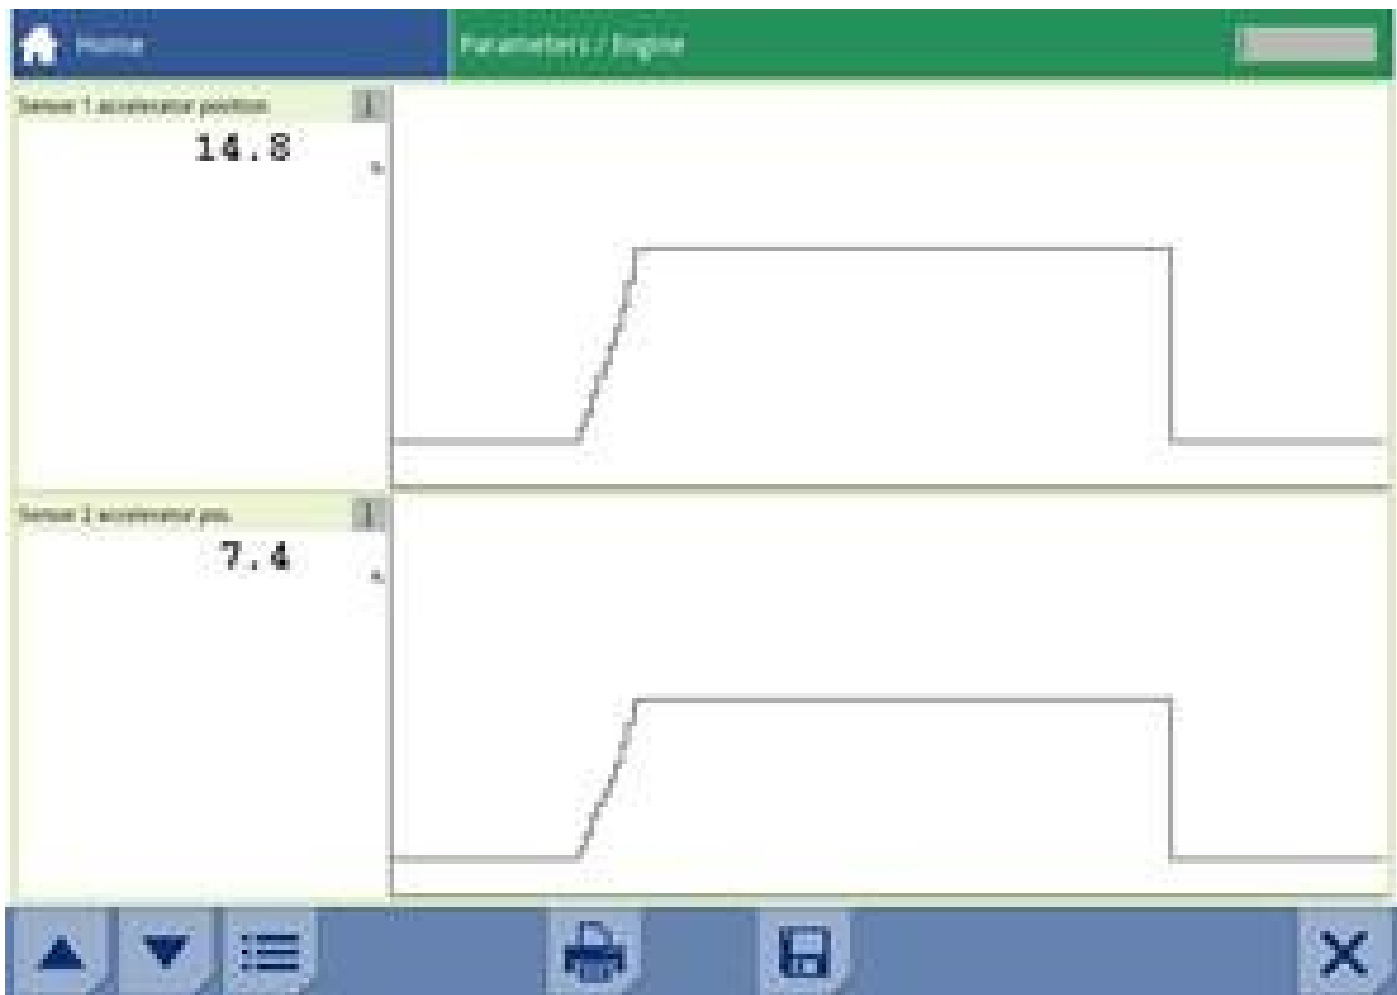 Home
Parameters / Engine
Sensor 1 accelerator position
14.8
%
Sensor 2 accelerator pos.
7.4
%